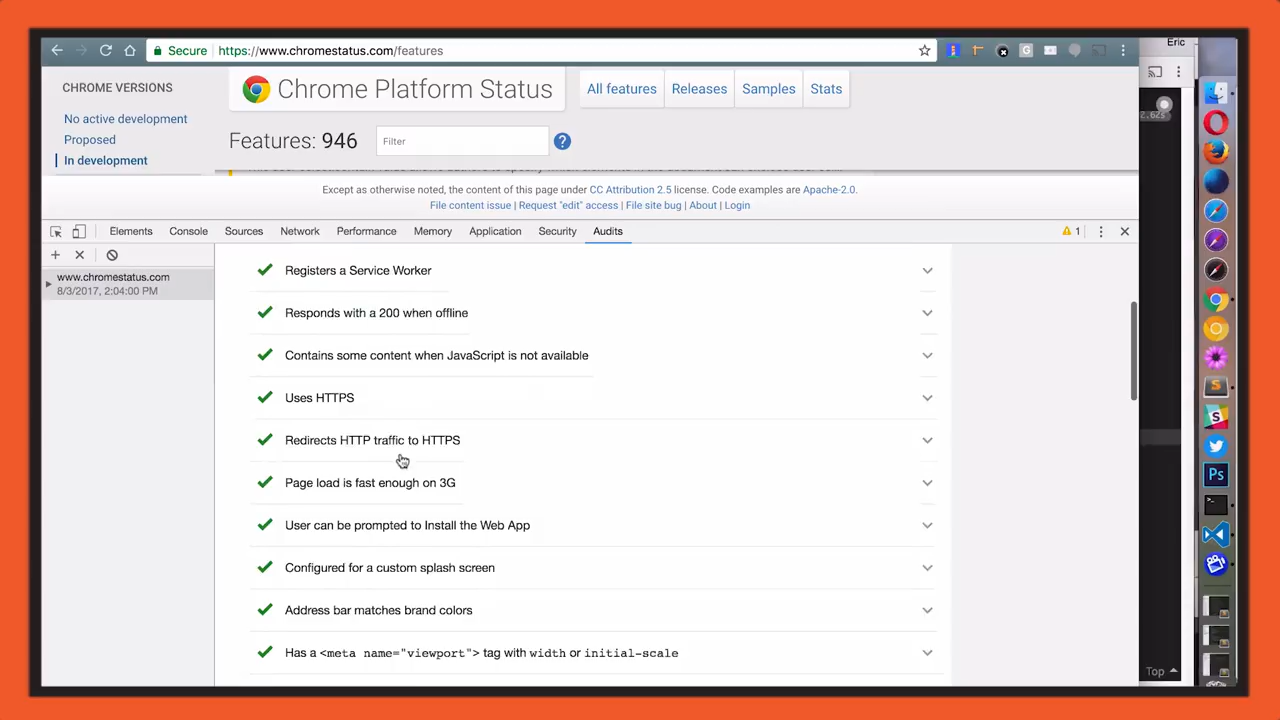 Eric
Secure
https://www.chromestatus.com/features
CHROME VERSIONS
No active development
Proposed
In development
Chrome Platform Status
All features
Releases
Samples
Stats
Features: 946
Filter
?
Except as otherwise noted, the content of this page under CC Attribution 2.5 license. Code examples are Apache-2.0.
File content issue | Request "edit" access | File site bug | About | Login
Elements
Console
Sources
Network
Performance
Memory
Application
Security
Audits
1
www.chromestatus.com
8/3/2017, 2:04:00 PM
Registers a Service Worker
Responds with a 200 when offline
Contains some content when JavaScript is not available
Uses HTTPS
Redirects HTTP traffic to HTTPS
Page load is fast enough on 3G
User can be prompted to Install the Web App
Configured for a custom splash screen
Address bar matches brand colors
Has a <meta name="viewport"> tag with width or initial-scale
Top
Ps